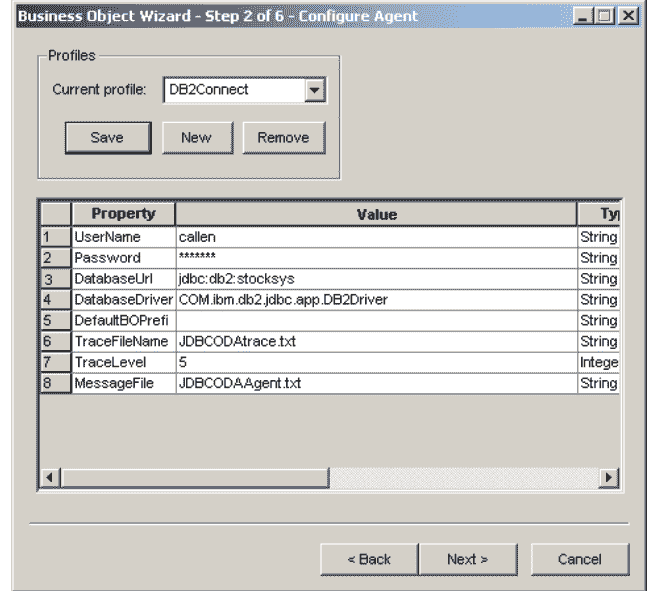 Business Object Wizard - Step 2 of 6 - Configure Agent
Profiles
Current profile: DB2Connect
Save New Remove
Property Value Typ
1 UserName callen String
2 Password ******* String
3 DatabaseUrl jdbc:db2:stocksys String
4 DatabaseDriver COM.ibm.db2.jdbc.app.DB2Driver String
5 DefaultBOPrefi String
6 TraceFileName JDBCODAtrace.txt String
7 TraceLevel 5 Intege
8 MessageFile JDBCODAAgent.txt String
< Back Next > Cancel